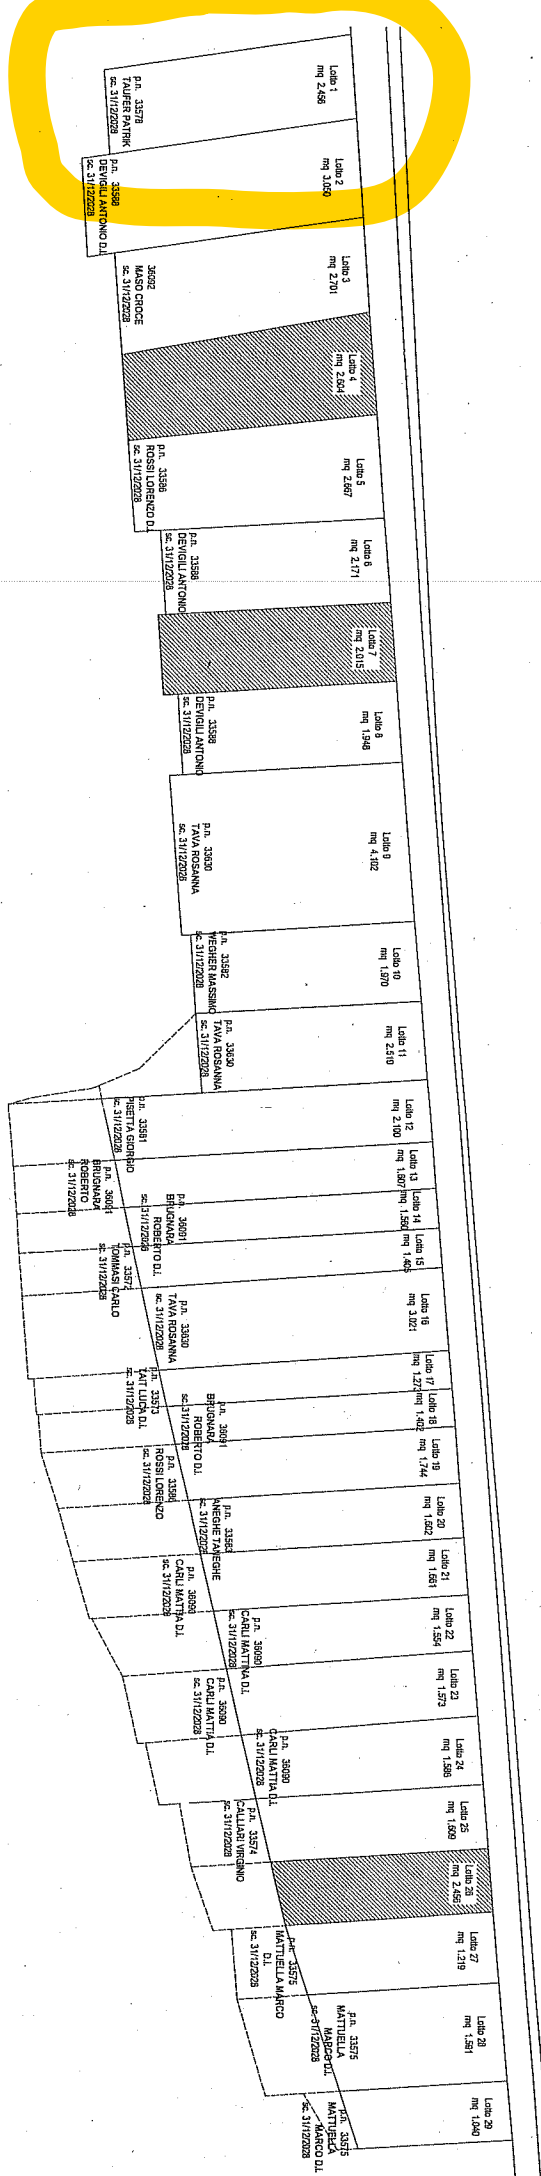 Lotto 1
mq 2.456
p.n. 33578
TAUFER PATRIK
sc. 31/12/2028
Lotto 2
mq 3.050
p.n. 33588
DEVIGILI ANTONIO D.I.
sc. 31/12/2028
Lotto 3
mq 2.701
36092
MASO CROCE
sc. 31/12/2028
Lotto 4
mq 2.604
Lotto 5
mq 2.667
p.n. 33586
ROSSI LORENZO D.I.
sc. 31/12/2028
Lotto 6
mq 2.171
p.n. 33588
DEVIGILI ANTONIO
sc. 31/12/2028
Lotto 7
mq 2.015
Lotto 8
mq 1.948
p.n. 33588
DEVIGILI ANTONIO
sc. 31/12/2028
Lotto 9
mq 4.102
p.n. 33630
TAVA ROSANNA
sc. 31/12/2028
Lotto 10
mq 1.970
p.n. 33582
WEGHER MASSIMO
sc. 31/12/2028
Lotto 11
mq 2.510
p.n. 33630
TAVA ROSANNA
sc. 31/12/2028
Lotto 12
mq 2.100
p.n. 33581
PISETTA GIORGIO
sc. 31/12/2028
Lotto 13
mq 1.607
p.n. 36091
BRUGNARA
ROBERTO
sc. 31/12/2028
Lotto 14
mq 1.580
p.n. 36091
BRUGNARA
ROBERTO D.I.
sc. 31/12/2028
Lotto 15
mq 1.405
p.n. 3357
TOMMASI CARLO
sc. 31/12/2028
Lotto 16
mq 3.021
p.n. 33630
TAVA ROSANNA
sc. 31/12/2028
Lotto 17
mq 1.273
p.n. 33573
TAIT LUCA D.I.
sc. 31/12/2028
Lotto 18
mq 1.402
p.n. 36091
BRUGNARA
ROBERTO D.I.
sc. 31/12/2028
Lotto 19
mq 1.744
p.n. 33586
ROSSI LORENZO
sc. 31/12/2028
Lotto 20
mq 1.602
p.n. 33583
ANEGHE TANEGHE
sc. 31/12/2028
Lotto 21
mq 1.661
p.n. 36090
CARLI MATTIA D.I.
sc. 31/12/2028
Lotto 22
mq 1.554
p.n. 36090
CARLI MATTINA D.I.
sc. 31/12/2028
Lotto 23
mq 1.573
p.n. 36090
CARLI MATTIA D.I.
sc. 31/12/2028
Lotto 24
mq 1.586
p.n. 36090
CARLI MATTIA D.I.
sc. 31/12/2028
Lotto 25
mq 1.609
p.n. 33574
CALLIARI VIRGINIO
sc. 31/12/2028
Lotto 26
mq 2.456
Lotto 27
mq 1.219
p.n. 33575
MATTUELLA MARCO
D.I.
sc. 31/12/2028
Lotto 28
mq 1.591
p.n. 33575
MATTUELLA
MARCO D.I.
sc. 31/12/2028
Lotto 29
mq 1.040
p.n. 33575
MATTUELLA
MARCO D.I.
sc. 31/12/2028